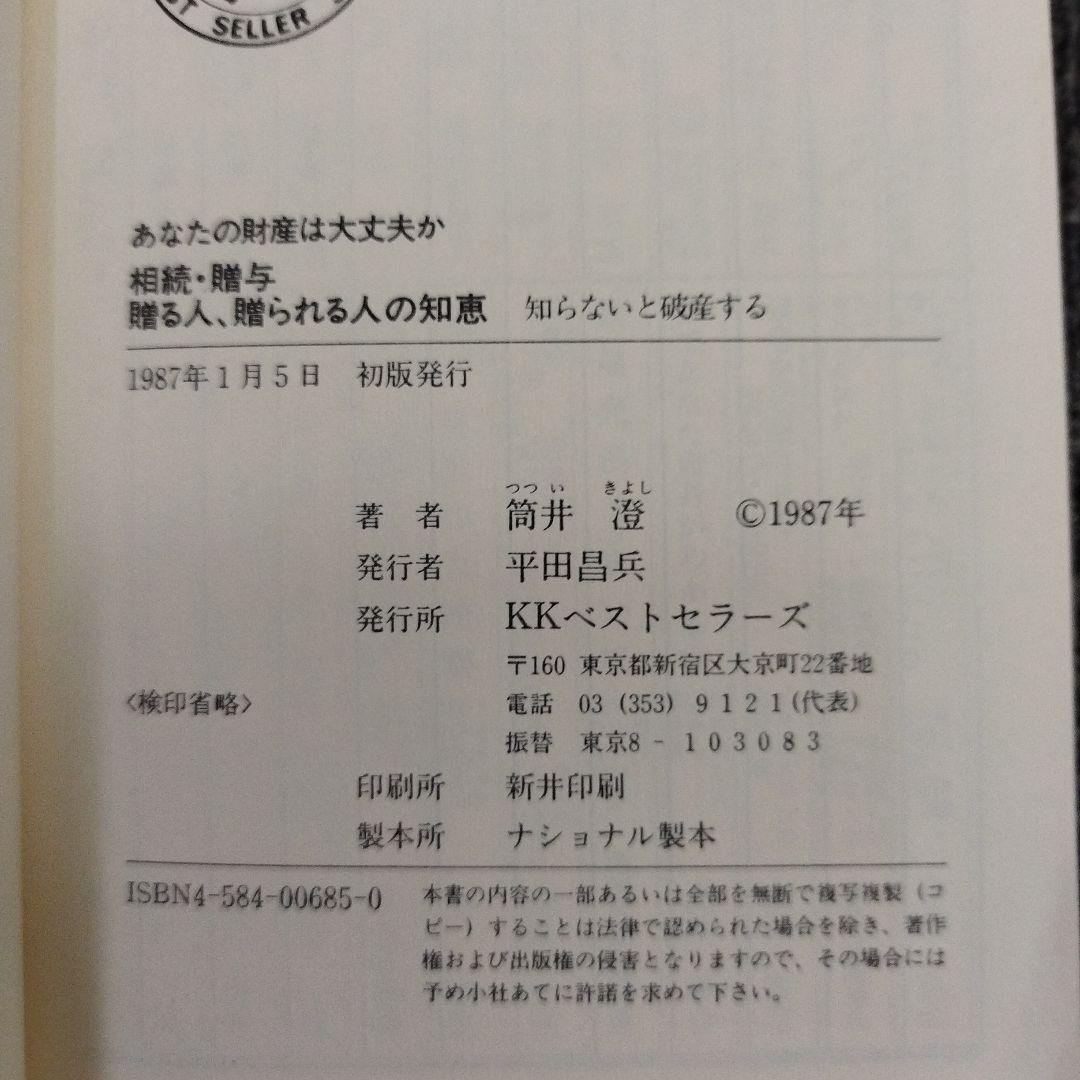 SELLER
あなたの財産は大丈夫か
相続・贈与
贈る人、贈られる人の知恵 知らないと破産する
1987年1月5日 初版発行
つつい きよし
著者 筒井 澄 ©1987年
発行者 平田昌兵
発行所 KKベストセラーズ
〒160 東京都新宿区大京町22番地
〈検印省略〉 電話 03 (353) 9121(代表)
振替 東京8-103083
印刷所 新井印刷
製本所 ナショナル製本
ISBN4-584-00685-0
本書の内容の一部あるいは全部を無断で複写複製(コ
ピー)することは法律で認められた場合を除き、著作
権および出版権の侵害となりますので、その場合には
予め小社あてに許諾を求めて下さい。